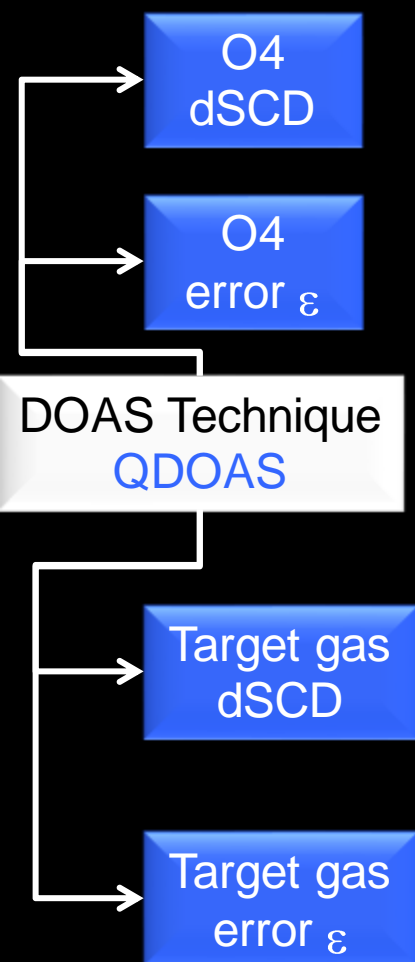 O4
dSCD
O4
error ε
DOAS Technique
QDOAS
Target gas
dSCD
Target gas
error ε